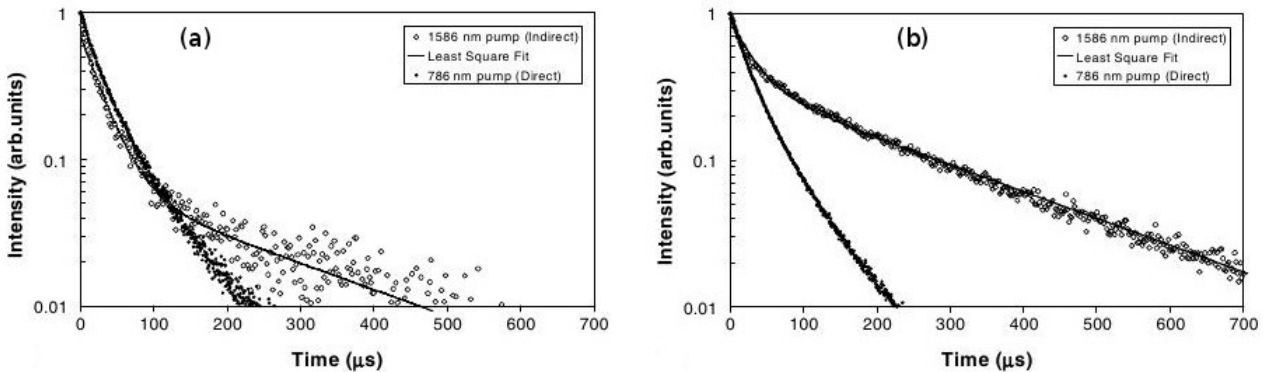 (a)
1586 nm pump (Indirect)
Least Square Fit
786 nm pump (Direct)
Intensity (arb.units)
1
0.1
0.01
0 100 200 300 400 500 600 700
Time (μs)
(b)
1586 nm pump (Indirect)
Least Square Fit
786 nm pump (Direct)
Intensity (arb.units)
1
0.1
0.01
0 100 200 300 400 500 600 700
Time (μs)